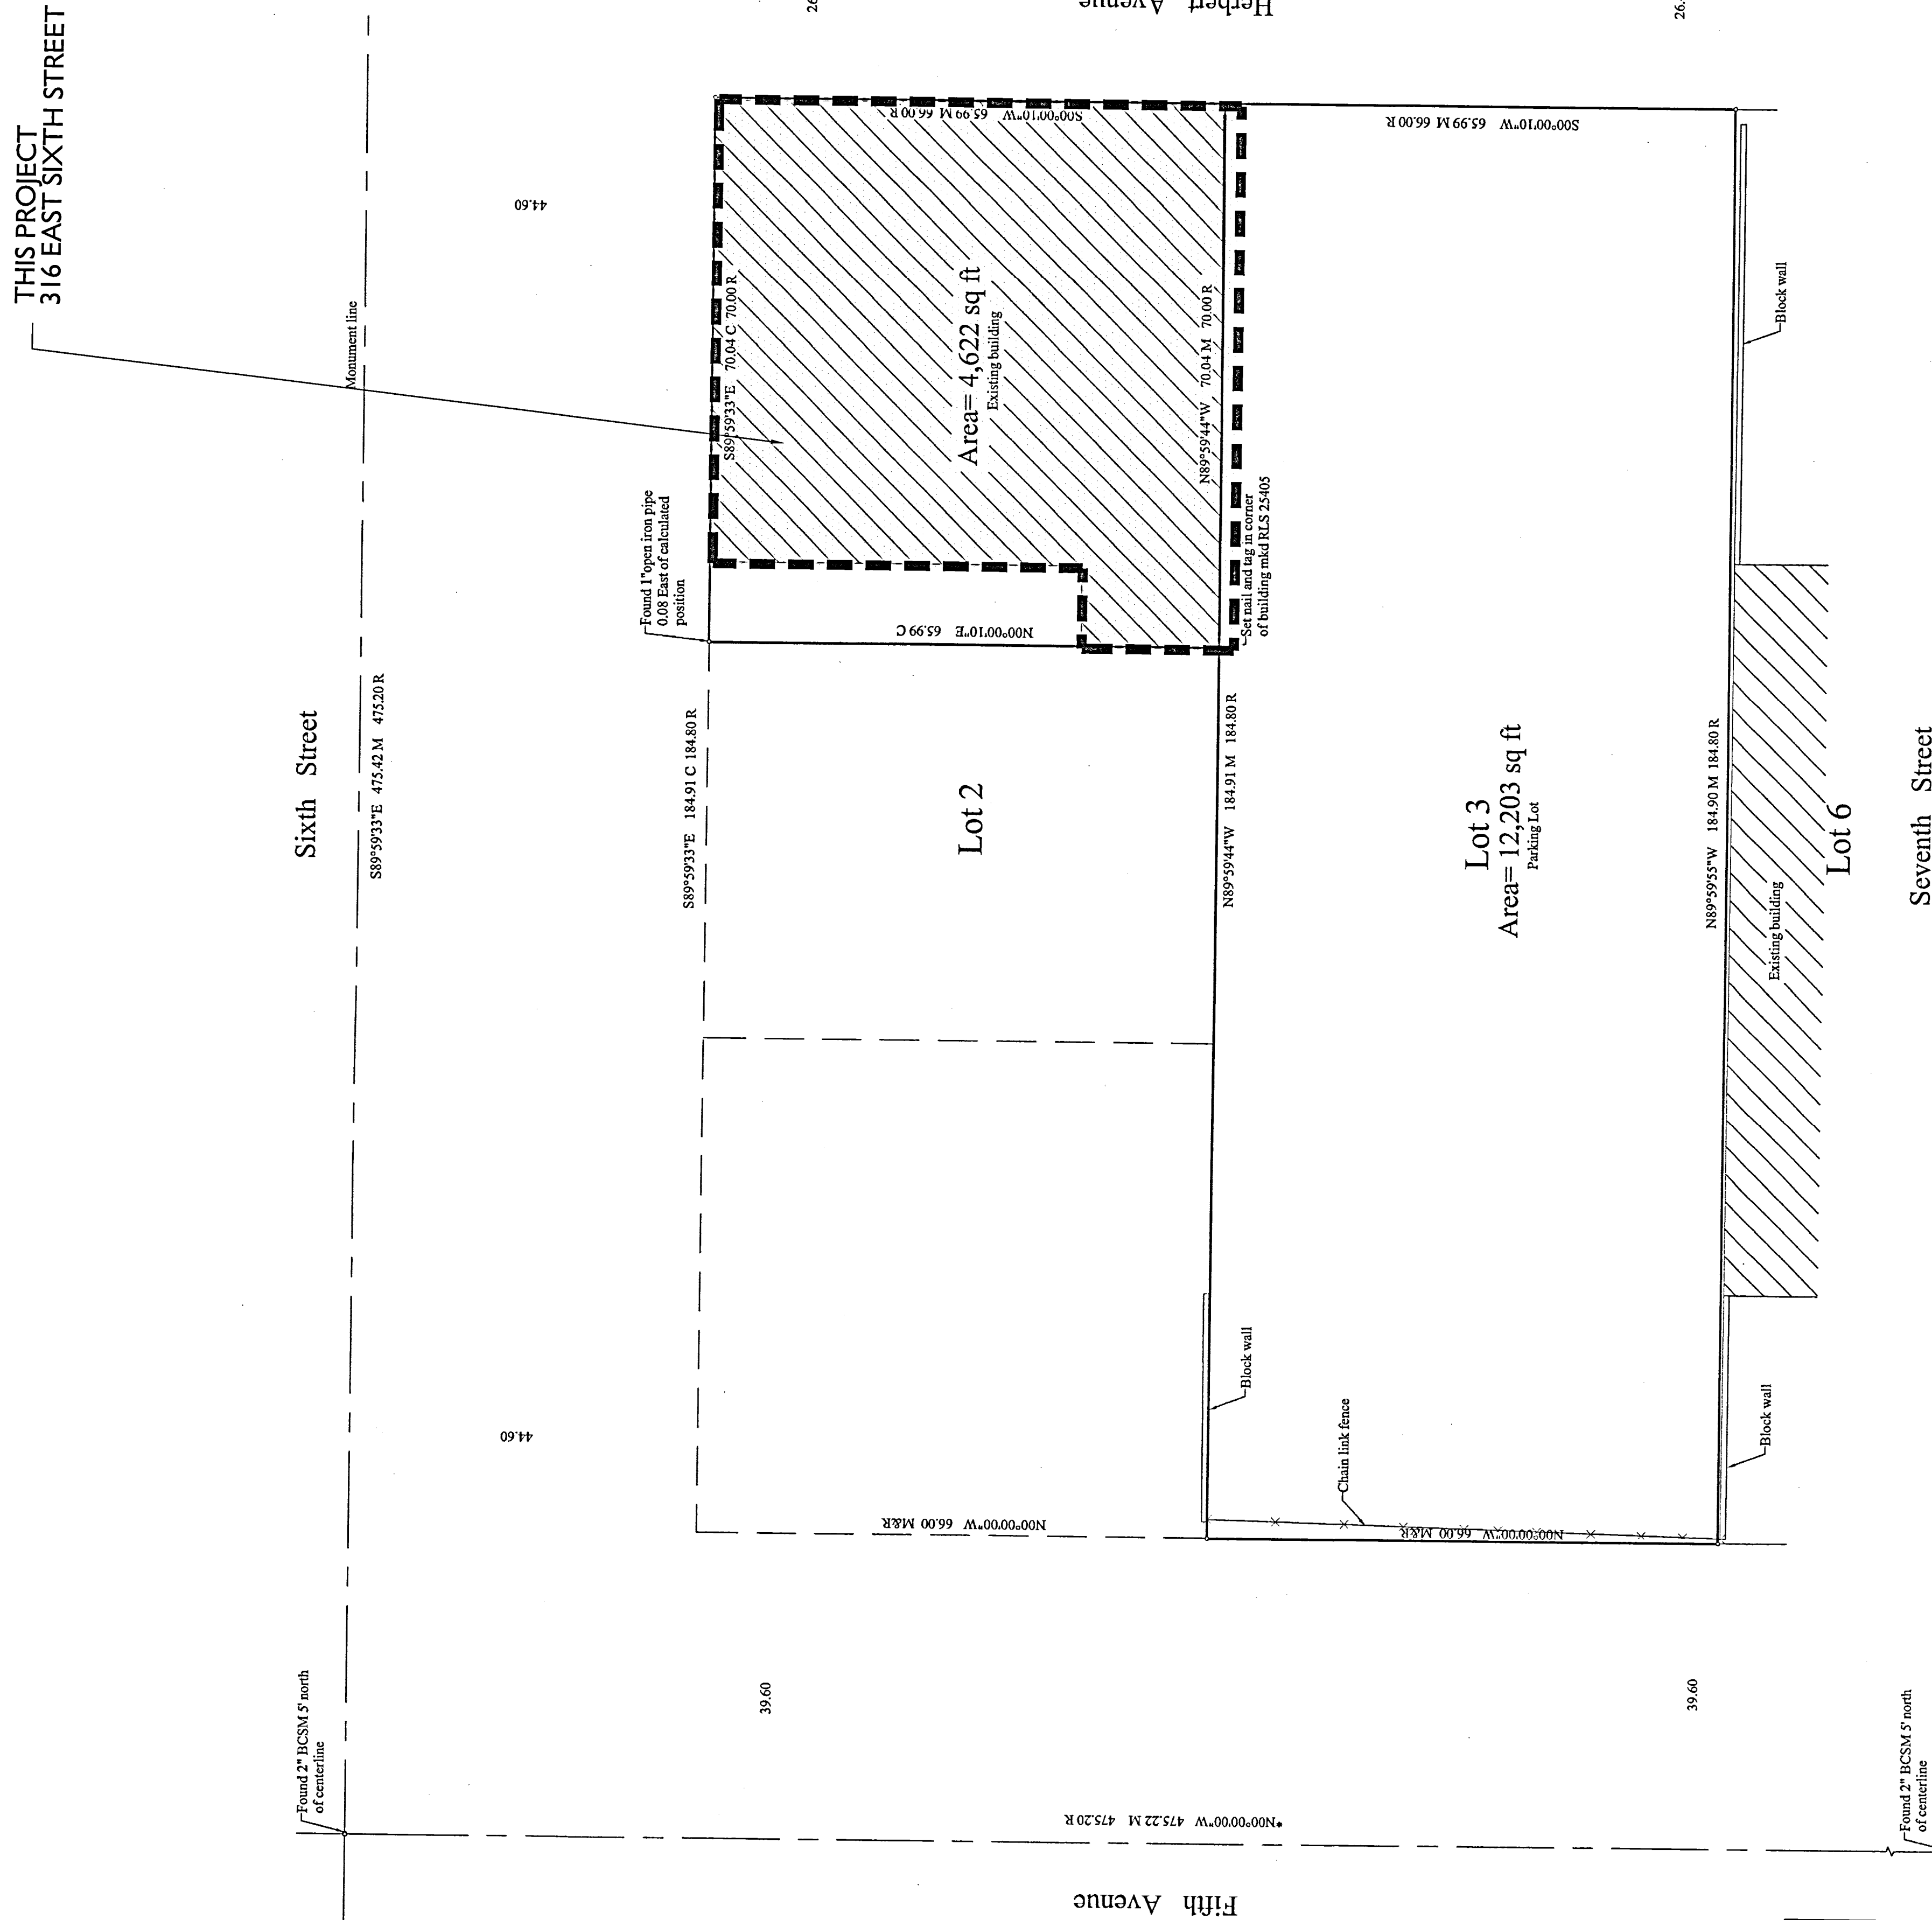 THIS PROJECT
316 EAST SIXTH STREET
Monument line
Sixth Street
S89°59'33"E 475.42 M 475.20 R
Found 2" BCSM 5' north
of centerline
44.60
44.60
Herbert Avenue
26
26.
Found 1" open iron pipe
0.08 East of calculated
position
S89°59'33"E 70.04 C 70.00 R
S00°00'10"W 65.99 M 66.00 R
Area= 4,622 sq ft
Existing building
N89°59'44"W 70.04 M 70.00 R
N00°00'10"E 65.99 C
Set nail and tag in corner
of building mkd RLS 25405
S89°59'33"E 184.91 C 184.80 R
Lot 2
N89°59'44"W 184.91 M 184.80 R
N00°00'00"W 66.00 M&R
S00°00'10"W 65.99 M 66.00 R
Lot 3
Area= 12,203 sq ft
Parking Lot
Block wall
Chain link fence
N00°00'00"W 66.00 M&R
N89°59'55"W 184.90 M 184.80 R
Block wall
Existing building
Block wall
Lot 6
Seventh Street
39.60
39.60
*N00°00'00"W 475.22 M 475.20 R
Fifth Avenue
Found 2" BCSM 5' north
of centerline